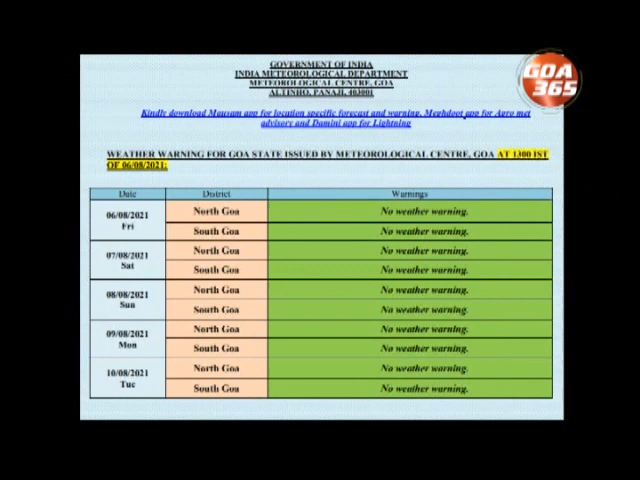 GOVERNMENT OF INDIA
INDIA METEOROLOGICAL DEPARTMENT
METEOROLOGICAL CENTRE, GOA
ALTINHO, PANAJI, 403001
GOA
365
Kindly download Mausam app for location specific forecast and warning, Meghdoot app for Agro met
advisory and Damini app for Lightning
WEATHER WARNING FOR GOA STATE ISSUED BY METEOROLOGICAL CENTRE, GOA AT 1300 IST
OF 06/08/2021:
Date District Warnings
06/08/2021 Fri North Goa No weather warning.
South Goa No weather warning.
07/08/2021 Sat North Goa No weather warning.
South Goa No weather warning.
08/08/2021 Sun North Goa No weather warning.
South Goa No weather warning.
09/08/2021 Mon North Goa No weather warning.
South Goa No weather warning.
10/08/2021 Tue North Goa No weather warning.
South Goa No weather warning.